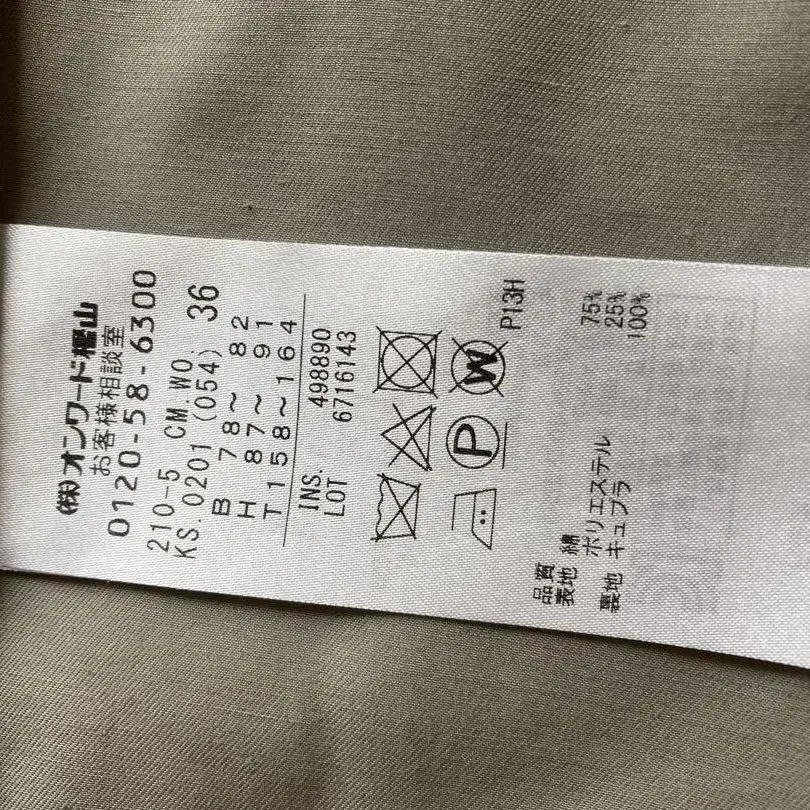 (株)オンワード樫山
お客様相談室
0120-58-6300
210-5 CM.WO.
KS.0201 (054) 36
B 78～ 82
H 87～ 91
T 158～164
INS. 498890
LOT 6716143
W
P
P13H
品質
表地 綿 75%
ポリエステル 25%
裏地 キュプラ 100%